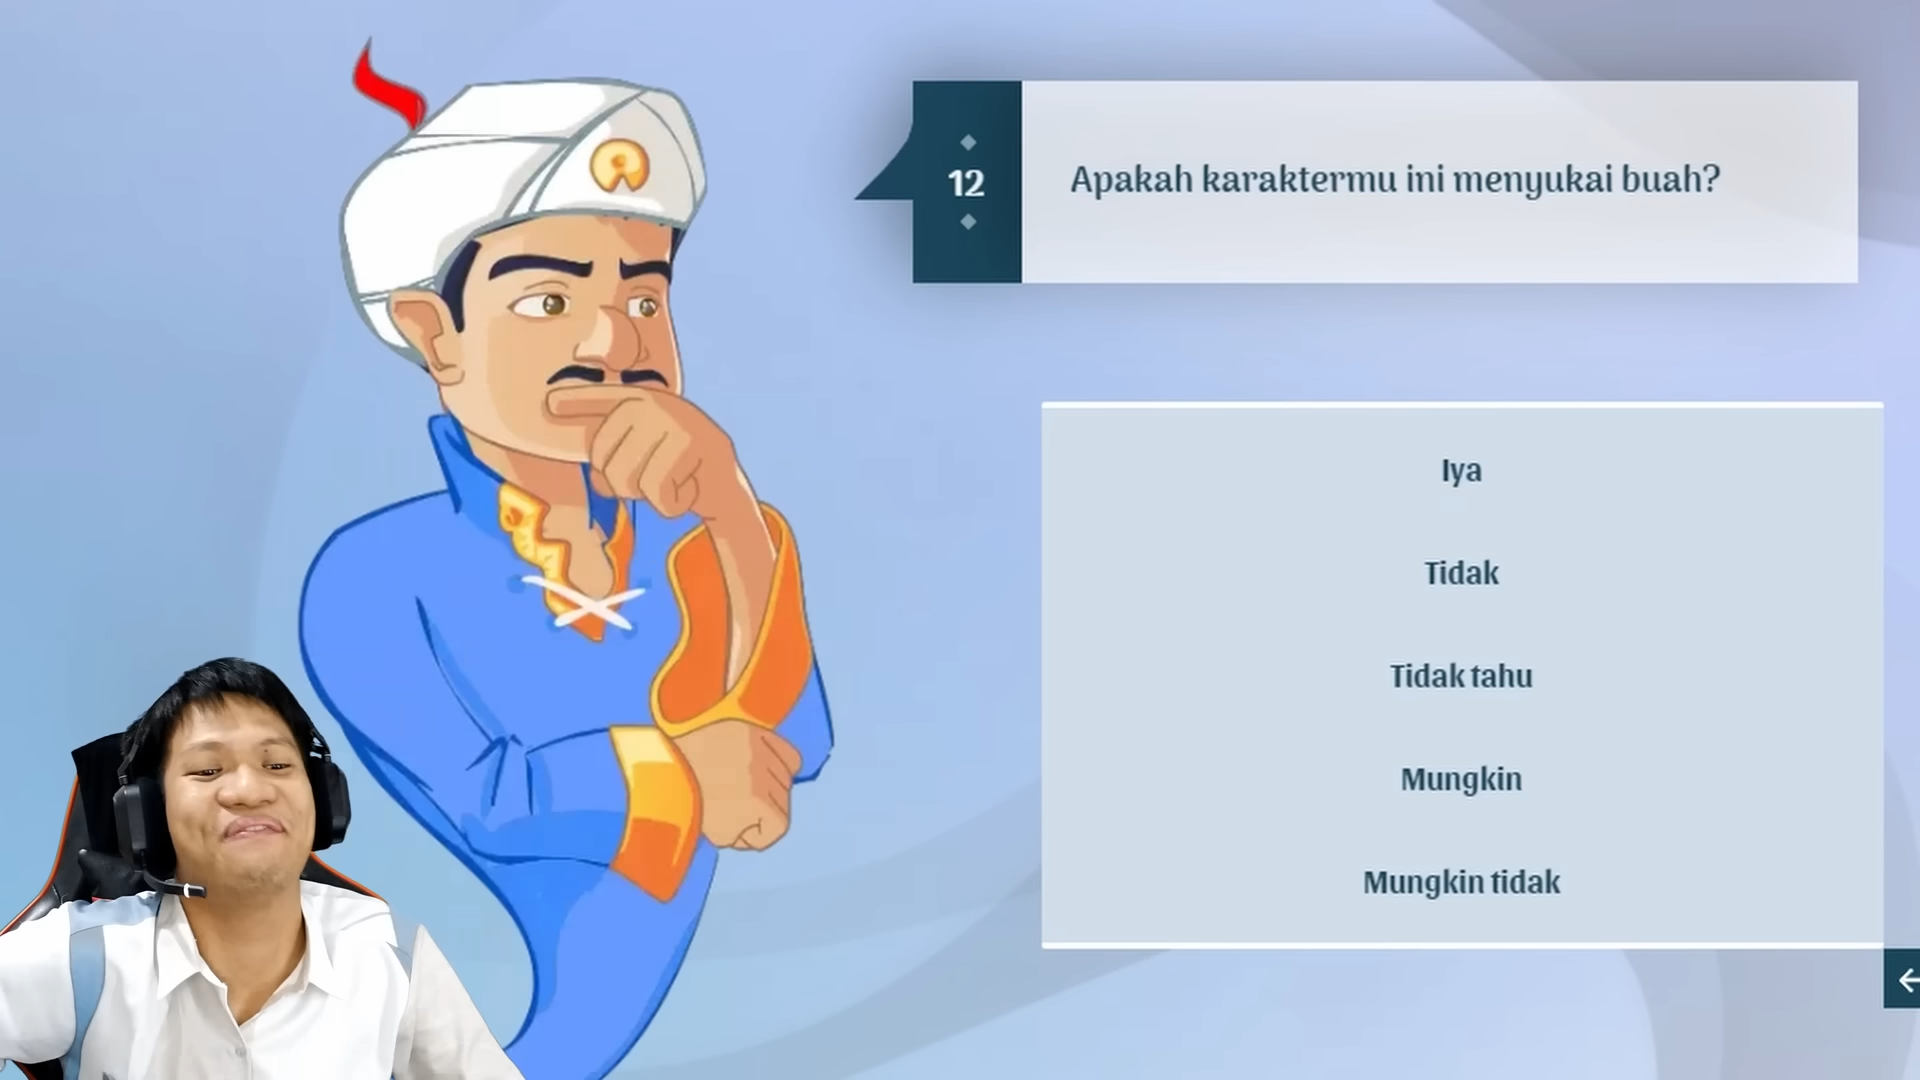 12
Apakah karaktermu ini menyukai buah?
Iya
Tidak
Tidak tahu
Mungkin
Mungkin tidak